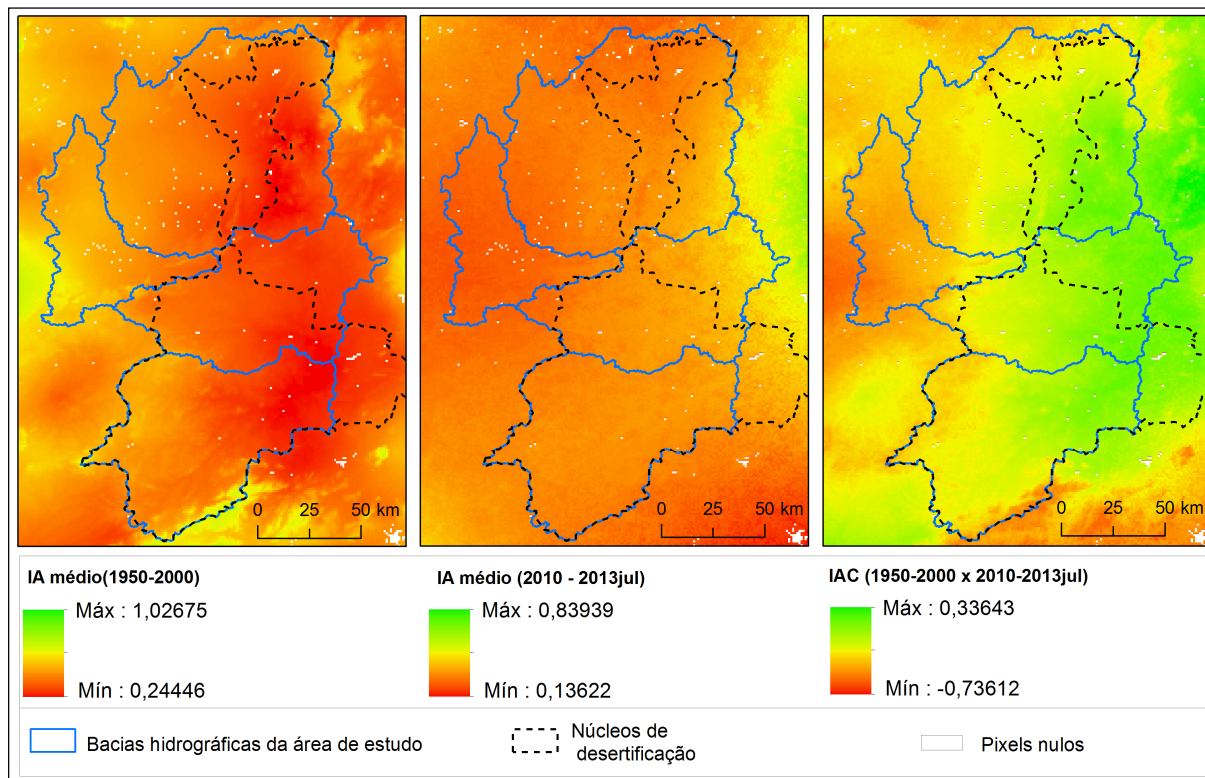 0 25 50 km
0 25 50 km
0 25 50 km
IA médio(1950-2000)
Máx : 1,02675
Mín : 0,24446
IA médio (2010 - 2013jul)
Máx : 0,83939
Mín : 0,13622
IAC (1950-2000 x 2010-2013jul)
Máx : 0,33643
Mín : -0,73612
Bacias hidrográficas da área de estudo
Núcleos de
desertificação
Pixels nulos